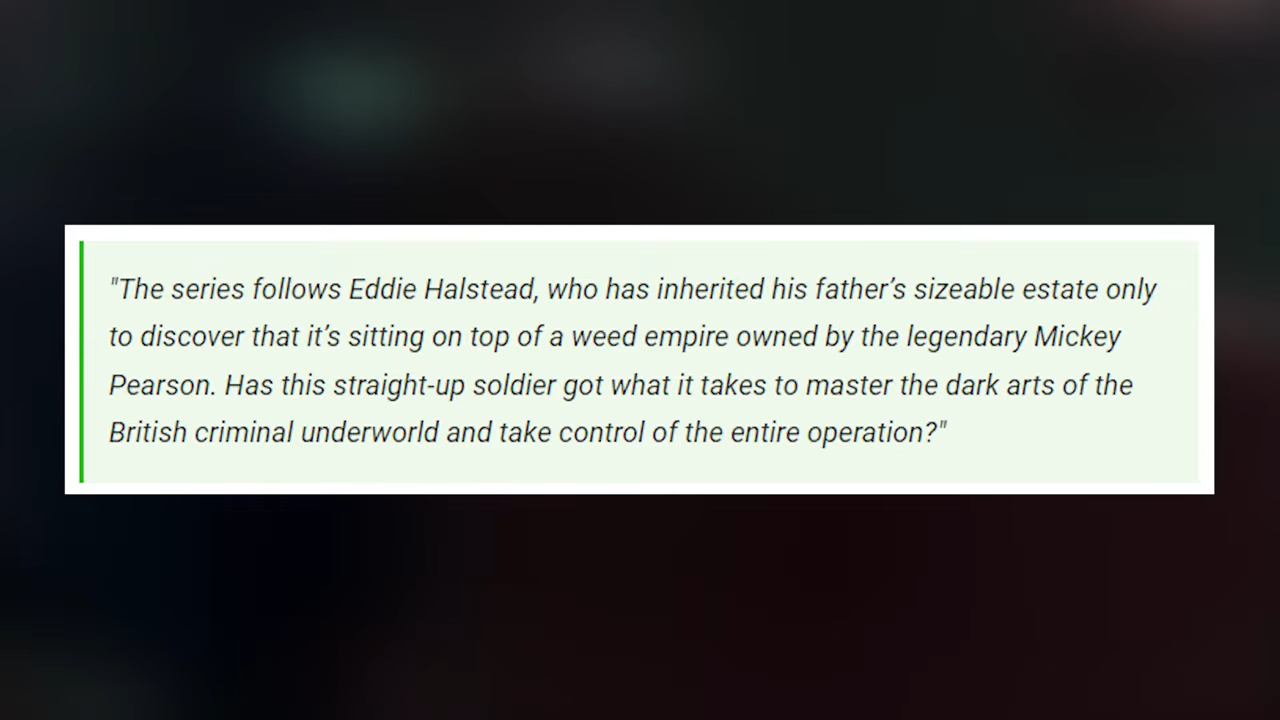 "The series follows Eddie Halstead, who has inherited his father’s sizeable estate only
to discover that it’s sitting on top of a weed empire owned by the legendary Mickey
Pearson. Has this straight-up soldier got what it takes to master the dark arts of the
British criminal underworld and take control of the entire operation?"